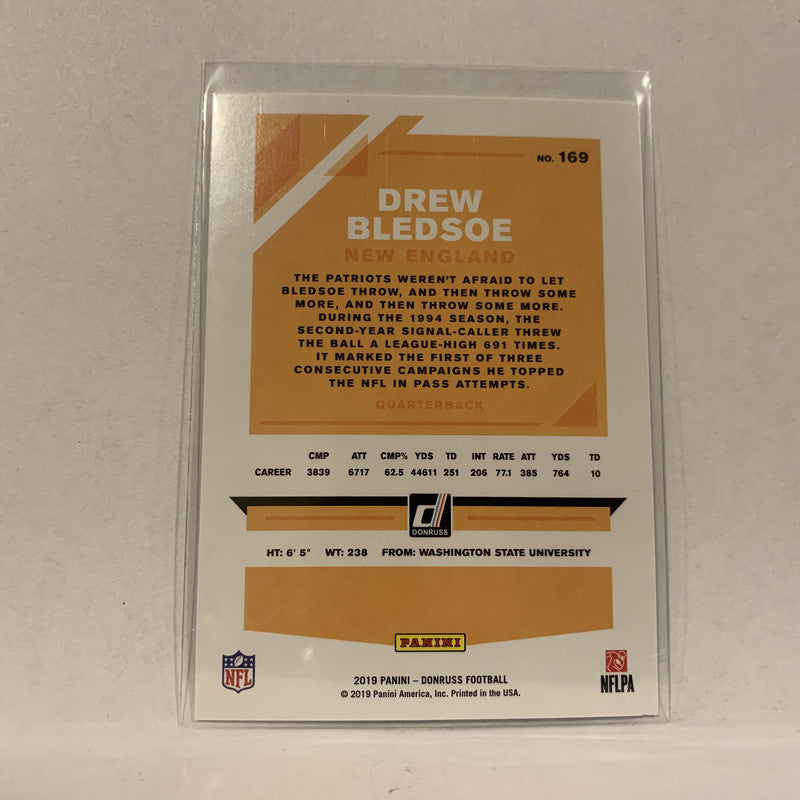 NO. 169
DREW
BLEDSOE
NEW ENGLAND
THE PATRIOTS WEREN'T AFRAID TO LET
BLEDSOE THROW, AND THEN THROW SOME
MORE, AND THEN THROW SOME MORE.
DURING THE 1994 SEASON, THE
SECOND-YEAR SIGNAL-CALLER THREW
THE BALL A LEAGUE-HIGH 691 TIMES.
IT MARKED THE FIRST OF THREE
CONSECUTIVE CAMPAIGNS HE TOPPED
THE NFL IN PASS ATTEMPTS.
QUARTERBACK
CMP ATT CMP% YDS TD INT RATE ATT YDS TD
CAREER 3839 6717 62.5 44611 251 206 77.1 385 764 10
DONRUSS
HT: 6' 5" WT: 238 FROM: WASHINGTON STATE UNIVERSITY
PANINI
NFL
NFLPA
2019 PANINI – DONRUSS FOOTBALL
© 2019 Panini America, Inc. Printed in the USA.